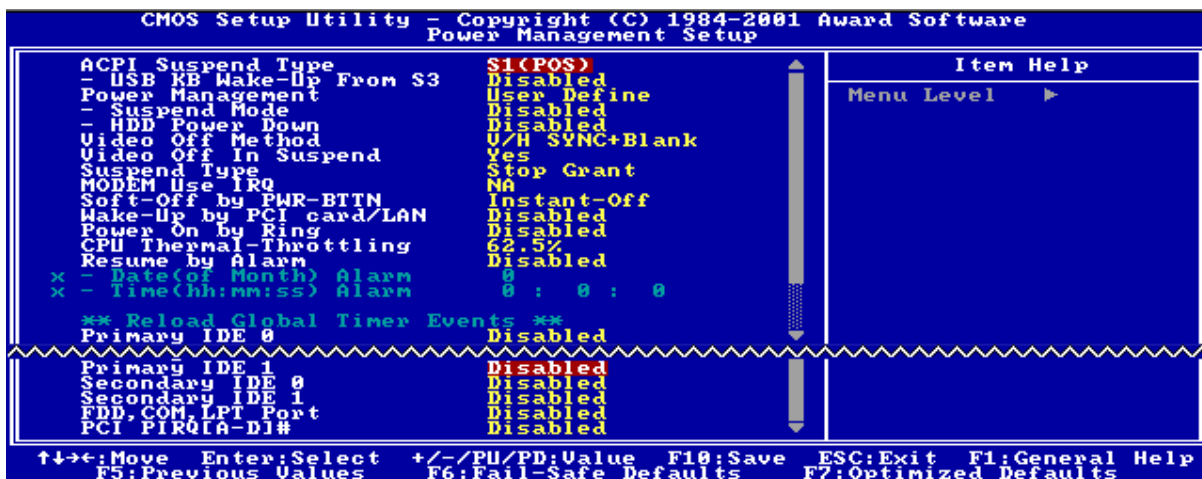 CMOS Setup Utility - Copyright (C) 1984-2001 Award Software
Power Management Setup
ACPI Suspend Type S1(POS)
- USB KB Wake-Up From S3 Disabled
Power Management User Define
- Suspend Mode Disabled
- HDD Power Down Disabled
Video Off Method V/H SYNC+Blank
Video Off In Suspend Yes
Suspend Type Stop Grant
MODEM Use IRQ NA
Soft-Off by PWR-BTTN Instant-Off
Wake-Up by PCI card/LAN Disabled
Power On by Ring Disabled
CPU Thermal-Throttling 62.5%
Resume by Alarm Disabled
x - Date(of Month) Alarm 0
x - Time(hh:mm:ss) Alarm 0 : 0 : 0
** Reload Global Timer Events **
Primary IDE 0 Disabled
Primary IDE 1 Disabled
Secondary IDE 0 Disabled
Secondary IDE 1 Disabled
FDD,COM,LPT Port Disabled
PCI PIRQ[A-D]# Disabled
Item Help
Menu Level ►
↑↓→←:Move Enter:Select +/-/PU/PD:Value F10:Save ESC:Exit F1:General Help
F5:Previous Values F6:Fail-Safe Defaults F7:Optimized Defaults